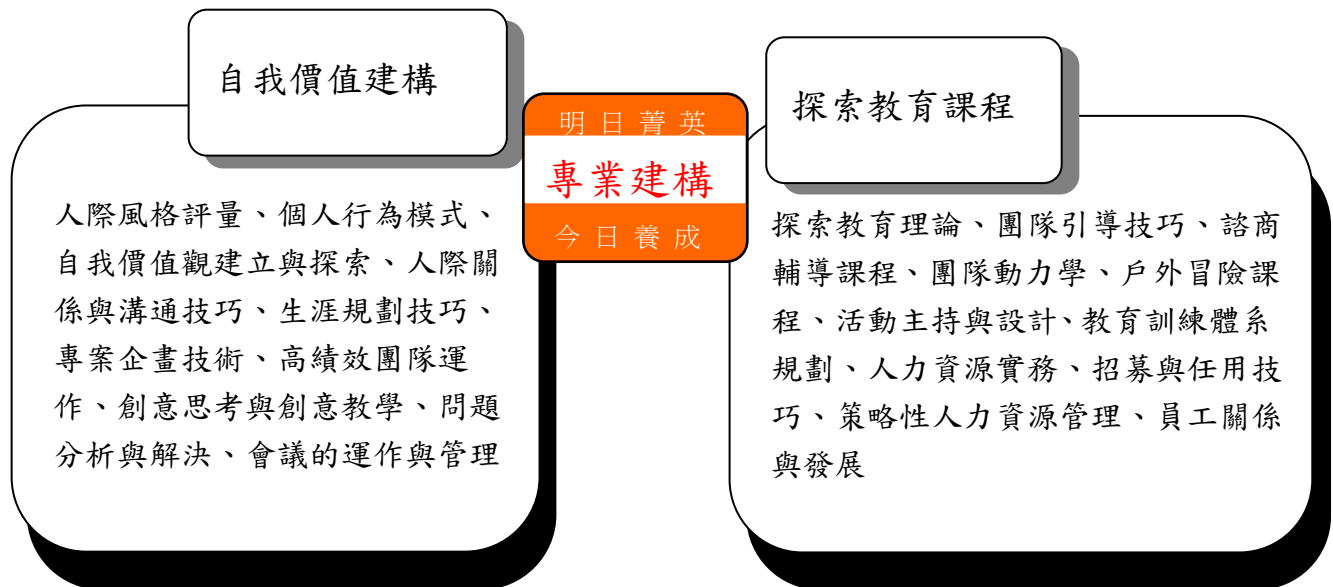 自我價值建構
人際風格評量、個人行為模式、
自我價值觀建立與探索、人際關
係與溝通技巧、生涯規劃技巧、
專案企畫技術、高績效團隊運
作、創意思考與創意教學、問題
分析與解決、會議的運作與管理
明日菁英
專業建構
今日養成
探索教育課程
探索教育理論、團隊引導技巧、諮商
輔導課程、團隊動力學、戶外冒險課
程、活動主持與設計、教育訓練體系
規劃、人力資源實務、招募與任用技
巧、策略性人力資源管理、員工關係
與發展